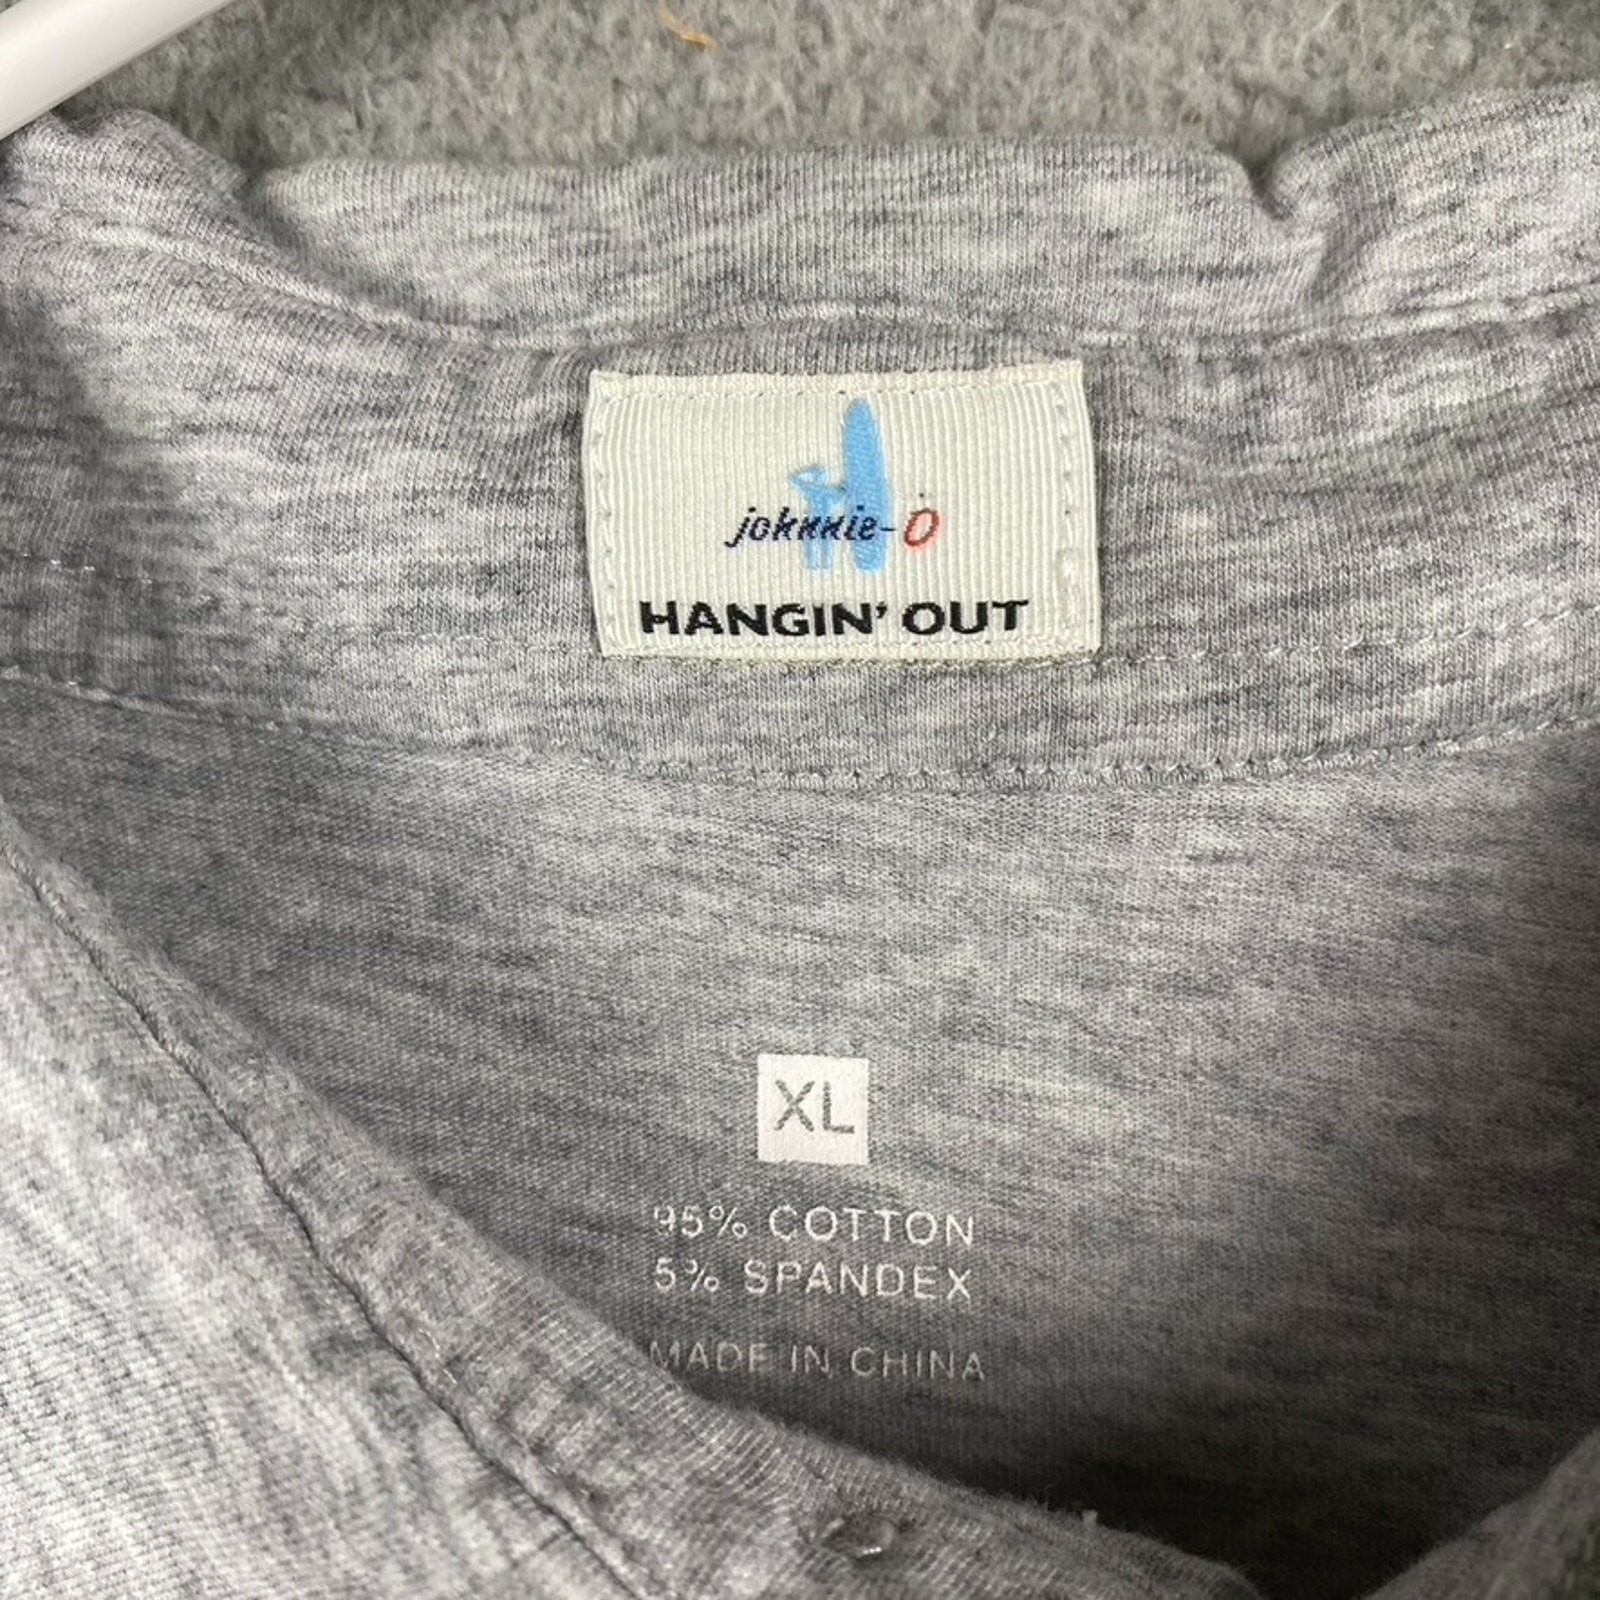 johnnie-O
HANGIN' OUT
XL
95% COTTON
5% SPANDEX
MADE IN CHINA